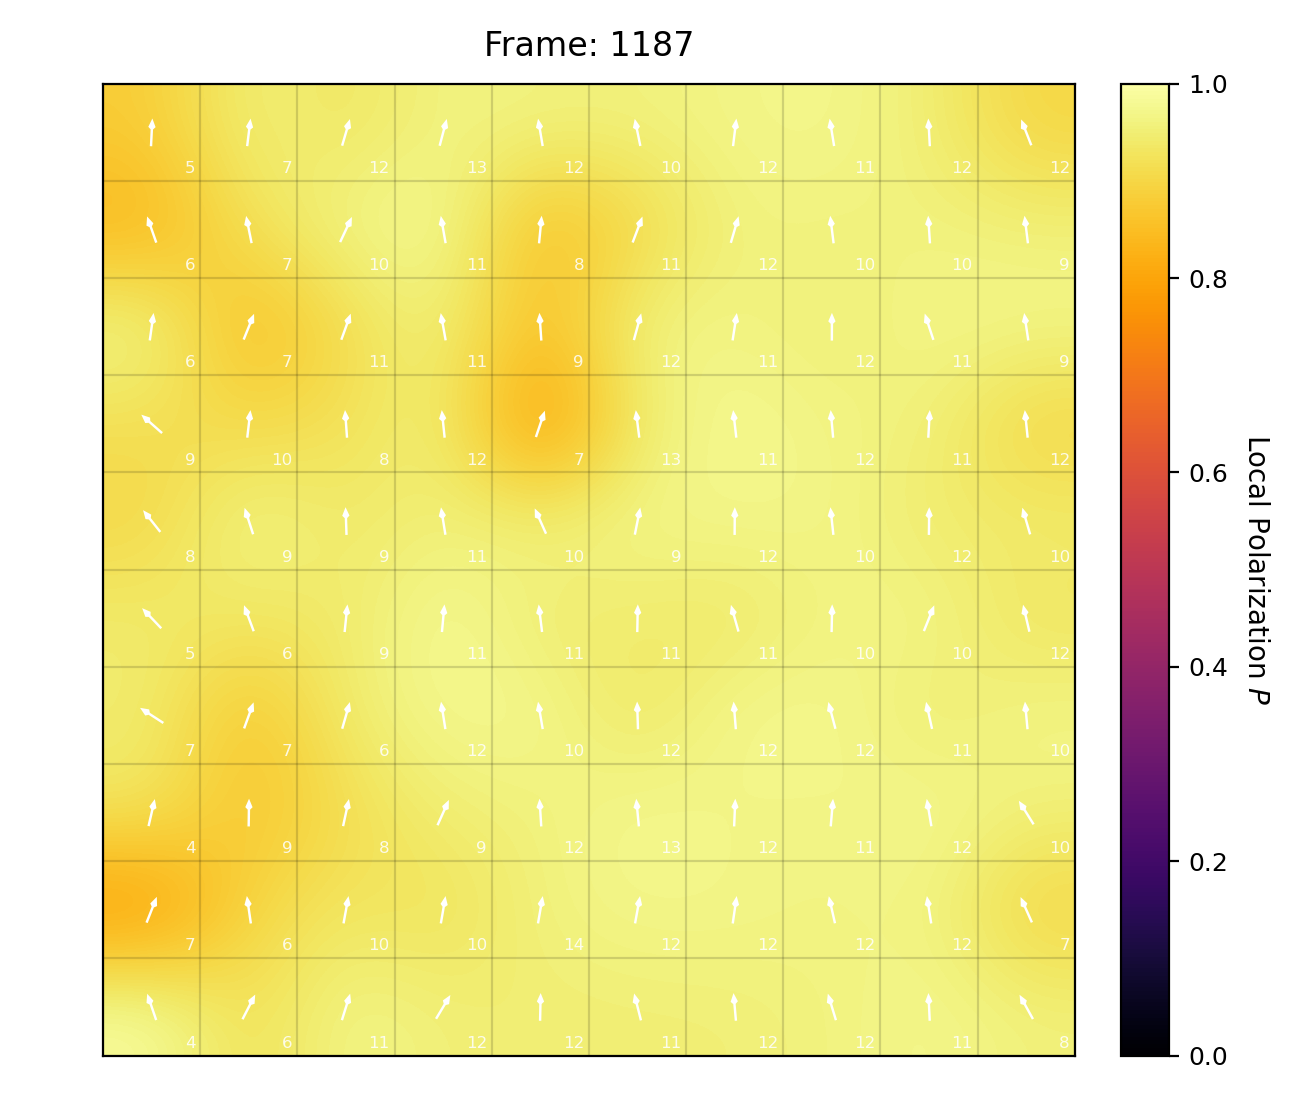 Frame: 1187
5 7 12 13 12 10 12 11 12 12
6 7 10 11 8 11 12 10 10 9
6 7 11 11 9 12 11 12 11 9
9 10 8 12 7 13 11 12 11 12
8 9 9 11 10 9 12 10 12 10
5 6 9 11 11 11 11 10 10 12
7 7 6 12 10 12 12 12 11 10
4 9 8 9 12 13 12 11 12 10
7 6 10 10 14 12 12 12 12 7
4 6 11 12 12 11 12 12 11 8
1.0
0.8
0.6
0.4
0.2
0.0
Local Polarization P